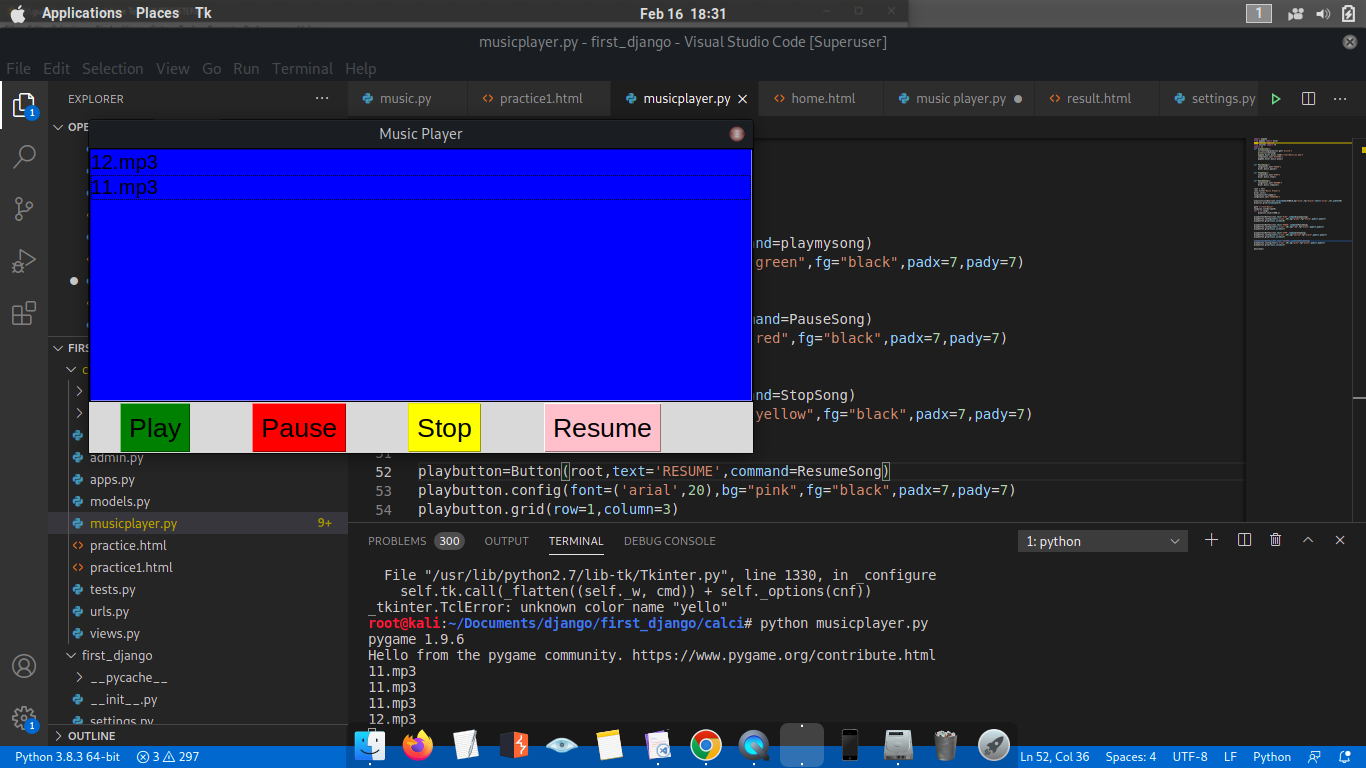 Applications Places Tk Feb 16 18:31 1
musicplayer.py - first_django - Visual Studio Code [Superuser]
File Edit Selection View Go Run Terminal Help
EXPLORER ··· music.py practice1.html musicplayer.py home.html music player.py result.html settings.py ···
1
OPE
Music Player
12.mp3
11.mp3
and=playmysong)
green",fg="black",padx=7,pady=7)
and=PauseSong)
red",fg="black",padx=7,pady=7)
and=StopSong)
yellow",fg="black",padx=7,pady=7)
Play Pause Stop Resume
FIRS
c
51
52 playbutton=Button(root,text='RESUME',command=ResumeSong)
53 playbutton.config(font=('arial',20),bg="pink",fg="black",padx=7,pady=7)
54 playbutton.grid(row=1,column=3)
admin.py
apps.py
models.py
musicplayer.py 9+
practice.html
practice1.html
tests.py
urls.py
views.py
first_django
__pycache__
__init__.py
settings.py
OUTLINE
PROBLEMS 300 OUTPUT TERMINAL DEBUG CONSOLE 1: python
File "/usr/lib/python2.7/lib-tk/Tkinter.py", line 1330, in _configure
self.tk.call(_flatten((self._w, cmd)) + self._options(cnf))
_tkinter.TclError: unknown color name "yello"
root@kali:~/Documents/django/first_django/calci# python musicplayer.py
pygame 1.9.6
Hello from the pygame community. https://www.pygame.org/contribute.html
11.mp3
11.mp3
11.mp3
12.mp3
1
Python 3.8.3 64-bit 3 297 Ln 52, Col 36 Spaces: 4 UTF-8 LF Python